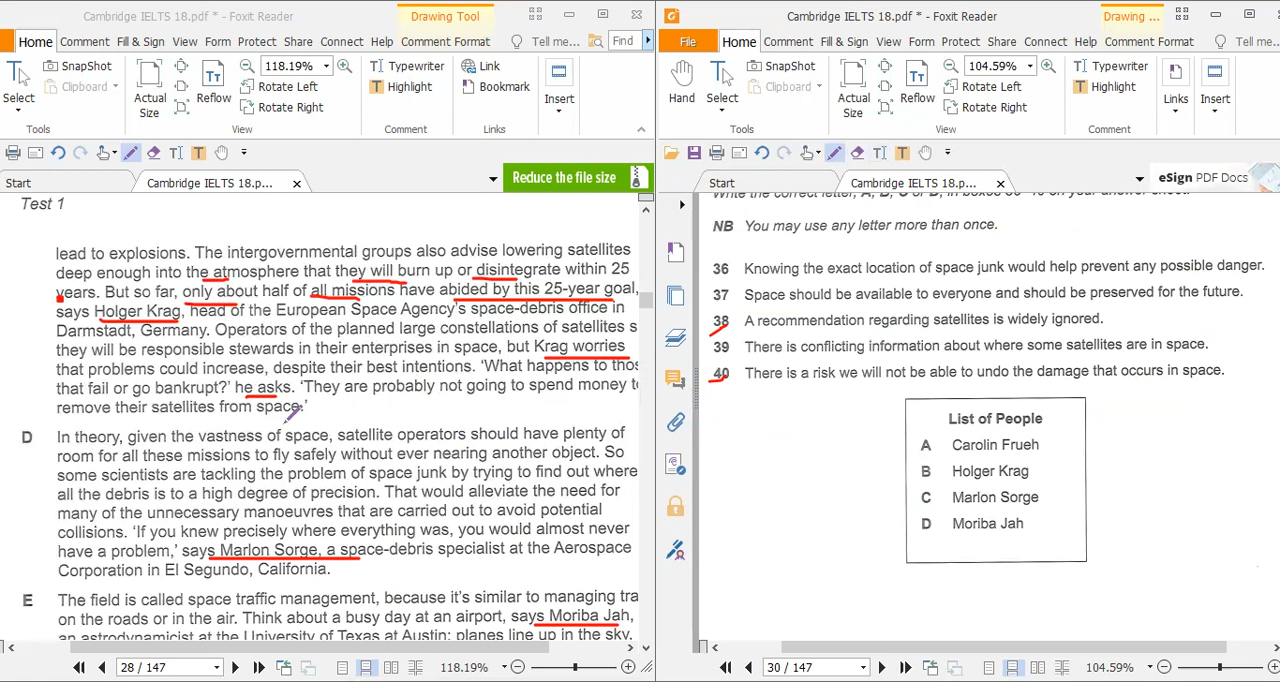 Cambridge IELTS 18.pdf * - Foxit Reader
Drawing Tool
Home Comment Fill & Sign View Form Protect Share Connect Help Comment Format Tell me... Find
Select
SnapShot
Clipboard
Actual Size
Reflow
118.19%
Rotate Left
Rotate Right
Typewriter
Highlight
Link
Bookmark
Insert
Tools View Comment Links
Reduce the file size
Start
Cambridge IELTS 18.p...
Test 1
lead to explosions. The intergovernmental groups also advise lowering satellites
deep enough into the atmosphere that they will burn up or disintegrate within 25
years. But so far, only about half of all missions have abided by this 25-year goal,
says Holger Krag, head of the European Space Agency's space-debris office in
Darmstadt, Germany. Operators of the planned large constellations of satellites s
they will be responsible stewards in their enterprises in space, but Krag worries
that problems could increase, despite their best intentions. 'What happens to thos
that fail or go bankrupt?' he asks. 'They are probably not going to spend money t
remove their satellites from space.'
D In theory, given the vastness of space, satellite operators should have plenty of
room for all these missions to fly safely without ever nearing another object. So
some scientists are tackling the problem of space junk by trying to find out where
all the debris is to a high degree of precision. That would alleviate the need for
many of the unnecessary manoeuvres that are carried out to avoid potential
collisions. 'If you knew precisely where everything was, you would almost never
have a problem,' says Marlon Sorge, a space-debris specialist at the Aerospace
Corporation in El Segundo, California.
E The field is called space traffic management, because it's similar to managing tra
on the roads or in the air. Think about a busy day at an airport, says Moriba Jah,
an astrodynamicist at the University of Texas at Austin: planes line up in the sky,
28 / 147
118.19%
Cambridge IELTS 18.pdf * - Foxit Reader
Drawing ...
File Home Comment Fill & Sign View Form Protect Share Connect Help Comment Format Tell me..
Hand
Select
SnapShot
Clipboard
Actual Size
Reflow
104.59%
Rotate Left
Rotate Right
Typewriter
Highlight
Links
Insert
Tools View Comment
Start
Cambridge IELTS 18.p...
eSign PDF Docs
Write the correct letter, A, B, C or D, in boxes
NB You may use any letter more than once.
36 Knowing the exact location of space junk would help prevent any possible danger.
37 Space should be available to everyone and should be preserved for the future.
38 A recommendation regarding satellites is widely ignored.
39 There is conflicting information about where some satellites are in space.
40 There is a risk we will not be able to undo the damage that occurs in space.
List of People
A Carolin Frueh
B Holger Krag
C Marlon Sorge
D Moriba Jah
30 / 147
104.59%